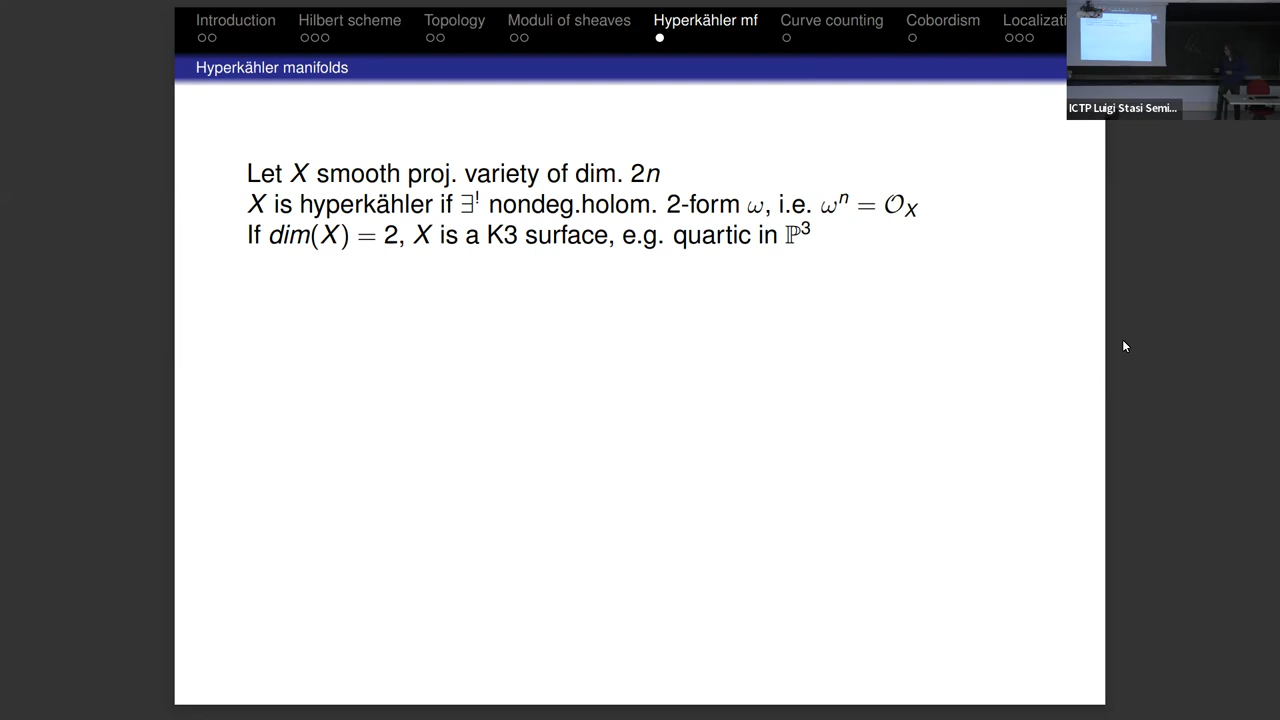 Introduction Hilbert scheme Topology Moduli of sheaves Hyperkähler mf Curve counting Cobordism Localizati
Hyperkähler manifolds
ICTP Luigi Stasi Semi...
Let X smooth proj. variety of dim. 2n
X is hyperkähler if ∃! nondeg.holom. 2-form ω, i.e. ωⁿ = 𝒪_X
If dim(X) = 2, X is a K3 surface, e.g. quartic in ℙ³